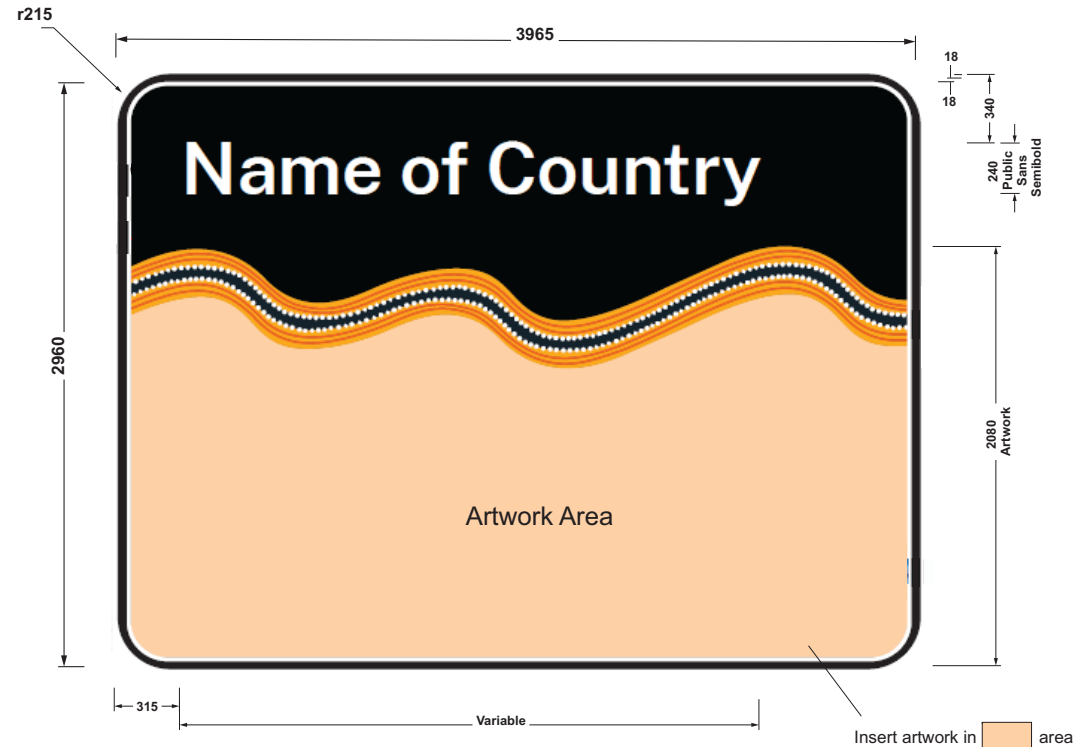 r215
3965
18
18
340
240
Public
Sans
Semibold
Name of Country
2960
2080
Artwork
Artwork Area
315
Variable
Insert artwork in area